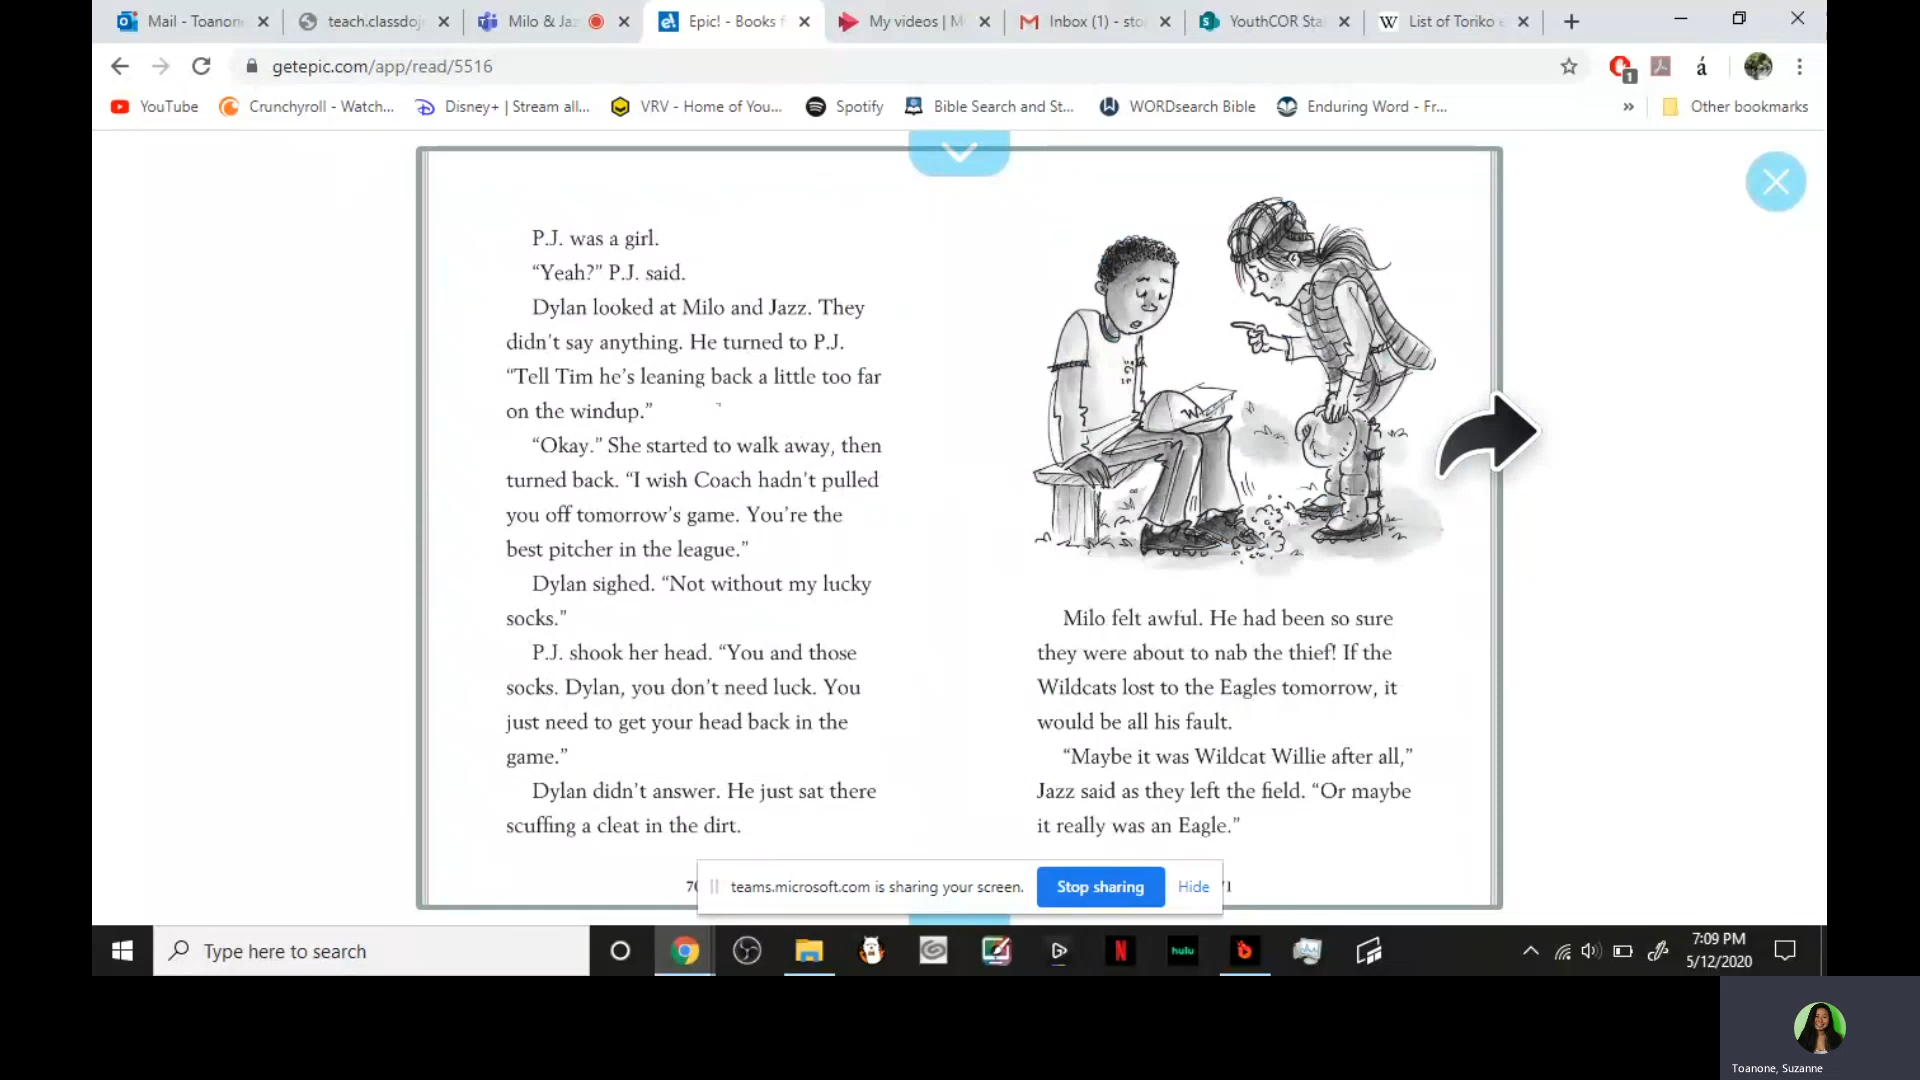 Mail - Toanon
teach.classdoj
Milo & Jaz
Epic! - Books f
My videos | M
Inbox (1) - sto
YouthCOR Sta
List of Toriko e
getepic.com/app/read/5516
1
á
YouTube
Crunchyroll - Watch...
Disney+ | Stream all...
VRV - Home of You...
Spotify
Bible Search and St...
WORDsearch Bible
Enduring Word - Fr...
»
Other bookmarks
P.J. was a girl.
“Yeah?” P.J. said.
Dylan looked at Milo and Jazz. They
didn’t say anything. He turned to P.J.
“Tell Tim he’s leaning back a little too far
on the windup.”
“Okay.” She started to walk away, then
turned back. “I wish Coach hadn’t pulled
you off tomorrow’s game. You’re the
best pitcher in the league.”
Dylan sighed. “Not without my lucky
socks.”
P.J. shook her head. “You and those
socks. Dylan, you don’t need luck. You
just need to get your head back in the
game.”
Dylan didn’t answer. He just sat there
scuffing a cleat in the dirt.
W
Milo felt awful. He had been so sure
they were about to nab the thief! If the
Wildcats lost to the Eagles tomorrow, it
would be all his fault.
“Maybe it was Wildcat Willie after all,”
Jazz said as they left the field. “Or maybe
it really was an Eagle.”
teams.microsoft.com is sharing your screen.
Stop sharing
Hide
Type here to search
N
hulu
7:09 PM
5/12/2020
Toanone, Suzanne